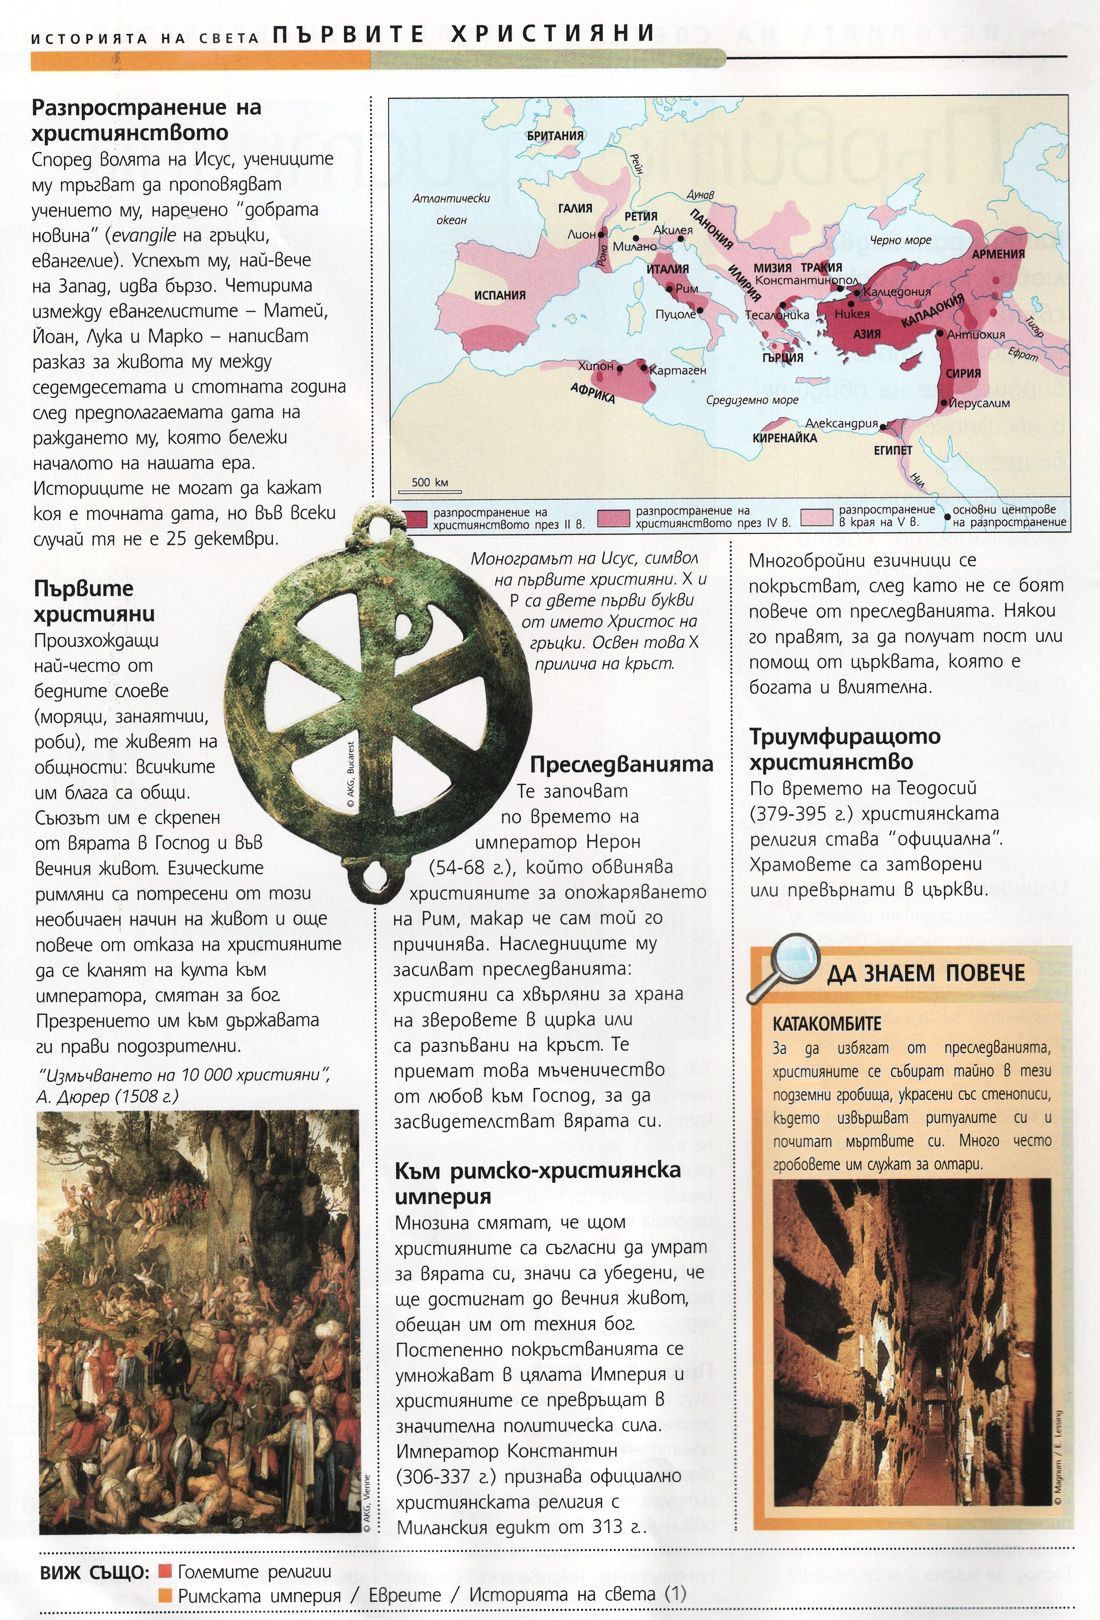 ИСТОРИЯТА НА СВЕТА ПЪРВИТЕ ХРИСТИЯНИ
Разпространение на
християнството
Според волята на Исус, учениците
му тръгват да проповядват
учението му, наречено “добрата
новина” (evangile на гръцки,
евангелие). Успехът му, най-вече
на Запад, идва бързо. Четирима
измежду евангелистите – Матей,
Йоан, Лука и Марко – написват
разказ за живота му между
седемдесетата и стотната година
след предполагаемата дата на
раждането му, която бележи
началото на нашата ера.
Историците не могат да кажат
коя е точната дата, но във всеки
случай тя не е 25 декември.
БРИТАНИЯ
Рейн
Атлантически
океан
Дунав
ГАЛИЯ
РЕТИЯ
ПАНОНИЯ
Лион
Акилея
Милано
Рона
Черно море
АРМЕНИЯ
ИСПАНИЯ
ИТАЛИЯ
ИЛИРИЯ
МИЗИЯ
ТРАКИЯ
Константинопол
Калцедония
Рим
Пуцоле
Тесалоника
Никея
КАПАДОКИЯ
АЗИЯ
Антиохия
Тигър
Ефрат
ГЪРЦИЯ
Хипон
Картаген
АФРИКА
СИРИЯ
Средиземно море
Йерусалим
Александрия
КИРЕНАЙКА
ЕГИПЕТ
Нил
500 км
разпространение на
християнството през II в.
разпространение на
християнството през IV в.
разпространение
в края на V в.
основни центрове
на разпространение
Първите
християни
Произхождащи
най-често от
бедните слоеве
(моряци, занаятчии,
роби), те живеят на
общности: всичките
им блага са общи.
Съюзът им е скрепен
от вярата в Господ и във
вечния живот. Езическите
римляни са потресени от този
необичаен начин на живот и още
повече от отказа на християните
да се кланят на култа към
императора, смятан за бог.
Презрението им към държавата
ги прави подозрителни.
“Измъчването на 10 000 християни”,
А. Дюрер (1508 г.)
© AKG, Vienne
© AKG, Bucarest
Монограмът на Исус, символ
на първите християни. X и
P са двете първи букви
от името Христос на
гръцки. Освен това X
прилича на кръст.
Преследванията
Те започват
по времето на
император Нерон
(54-68 г.), който обвинява
християните за опожаряването
на Рим, макар че сам той го
причинява. Наследниците му
засилват преследванията:
християни са хвърляни за храна
на зверовете в цирка или
са разпъвани на кръст. Те
приемат това мъченичество
от любов към Господ, за да
засвидетелстват вярата си.
Към римско-християнска
империя
Мнозина смятат, че щом
християните са съгласни да умрат
за вярата си, значи са убедени, че
ще достигнат до вечния живот,
обещан им от техния бог.
Постепенно покръстванията се
умножават в цялата Империя и
християните се превръщат в
значителна политическа сила.
Император Константин
(306-337 г.) признава официално
християнската религия с
Миланския едикт от 313 г..
Многобройни езичници се
покръстват, след като не се боят
повече от преследванията. Някои
го правят, за да получат пост или
помощ от църквата, която е
богата и влиятелна.
Триумфиращото
християнство
По времето на Теодосий
(379-395 г.) християнската
религия става “официална”.
Храмовете са затворени
или превърнати в църкви.
ДА ЗНАЕМ ПОВЕЧЕ
КАТАКОМБИТЕ
За да избягат от преследванията,
християните се събират тайно в тези
подземни гробища, украсени със стенописи,
където извършват ритуалите си и
почитат мъртвите си. Много често
гробовете им служат за олтари.
© Magnum / E. Lessing
ВИЖ СЪЩО: Големите религии
Римската империя / Евреите / Историята на света (1)